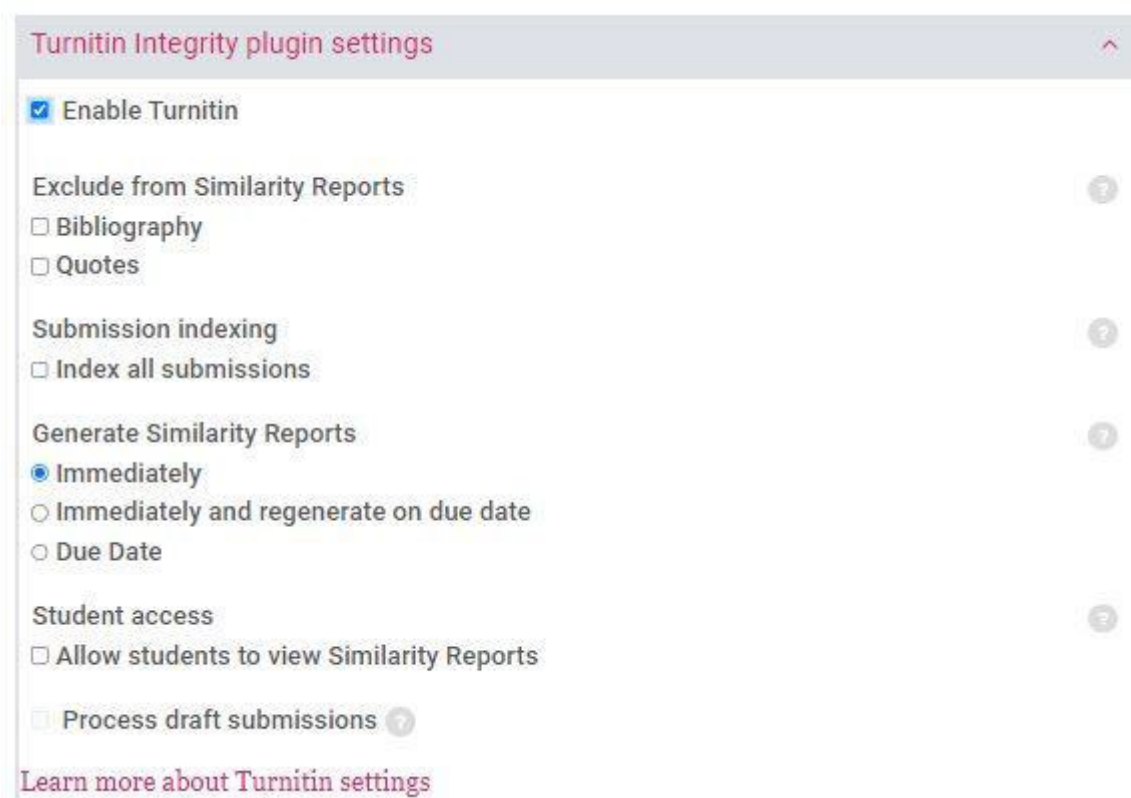 Turnitin Integrity plugin settings
Enable Turnitin
Exclude from Similarity Reports
?
Bibliography
Quotes
Submission indexing
?
Index all submissions
Generate Similarity Reports
?
Immediately
Immediately and regenerate on due date
Due Date
Student access
?
Allow students to view Similarity Reports
Process draft submissions ?
Learn more about Turnitin settings